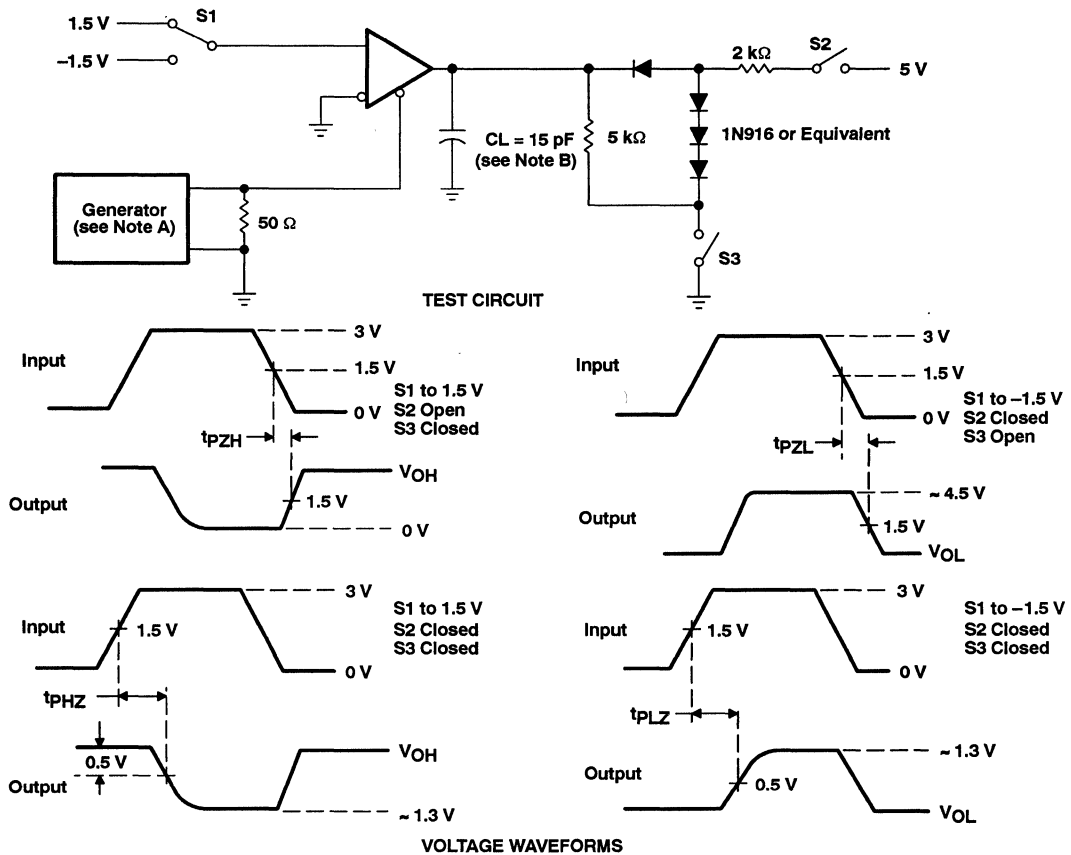 1.5 V
S1
–1.5 V
2 kΩ
S2
5 V
CL = 15 pF
(see Note B)
5 kΩ
1N916 or Equivalent
Generator
(see Note A)
50 Ω
S3
TEST CIRCUIT
Input
3 V
1.5 V
0 V
S1 to 1.5 V
S2 Open
S3 Closed
tPZH
Output
VOH
1.5 V
0 V
Input
3 V
1.5 V
0 V
S1 to –1.5 V
S2 Closed
S3 Open
tPZL
Output
~ 4.5 V
1.5 V
VOL
Input
3 V
1.5 V
0 V
S1 to 1.5 V
S2 Closed
S3 Closed
tPHZ
0.5 V
Output
VOH
~ 1.3 V
Input
3 V
1.5 V
0 V
S1 to –1.5 V
S2 Closed
S3 Closed
tPLZ
Output
~ 1.3 V
0.5 V
VOL
VOLTAGE WAVEFORMS